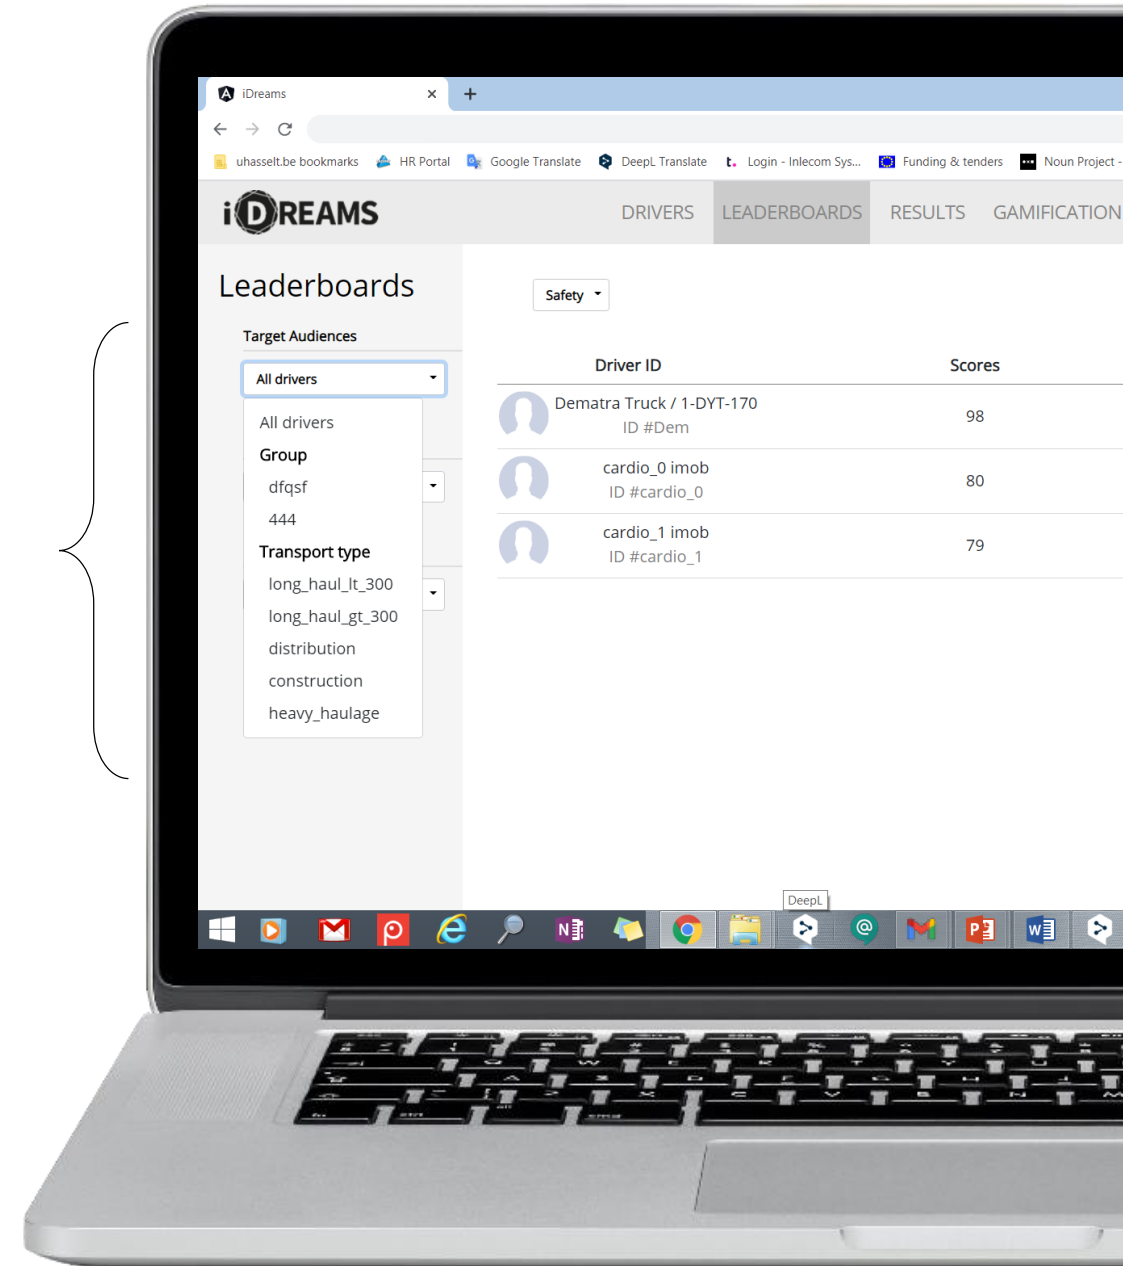 iDreams
uhasselt.be bookmarks HR Portal Google Translate DeepL Translate Login - Inlecom Sys... Funding & tenders Noun Project -
iDREAMS DRIVERS LEADERBOARDS RESULTS GAMIFICATION
Leaderboards
Safety
Target Audiences
All drivers
All drivers
Group
dfqsf
444
Transport type
long_haul_lt_300
long_haul_gt_300
distribution
construction
heavy_haulage
Driver ID Scores
Dematra Truck / 1-DYT-170
ID #Dem
98
cardio_0 imob
ID #cardio_0
80
cardio_1 imob
ID #cardio_1
79
DeepL